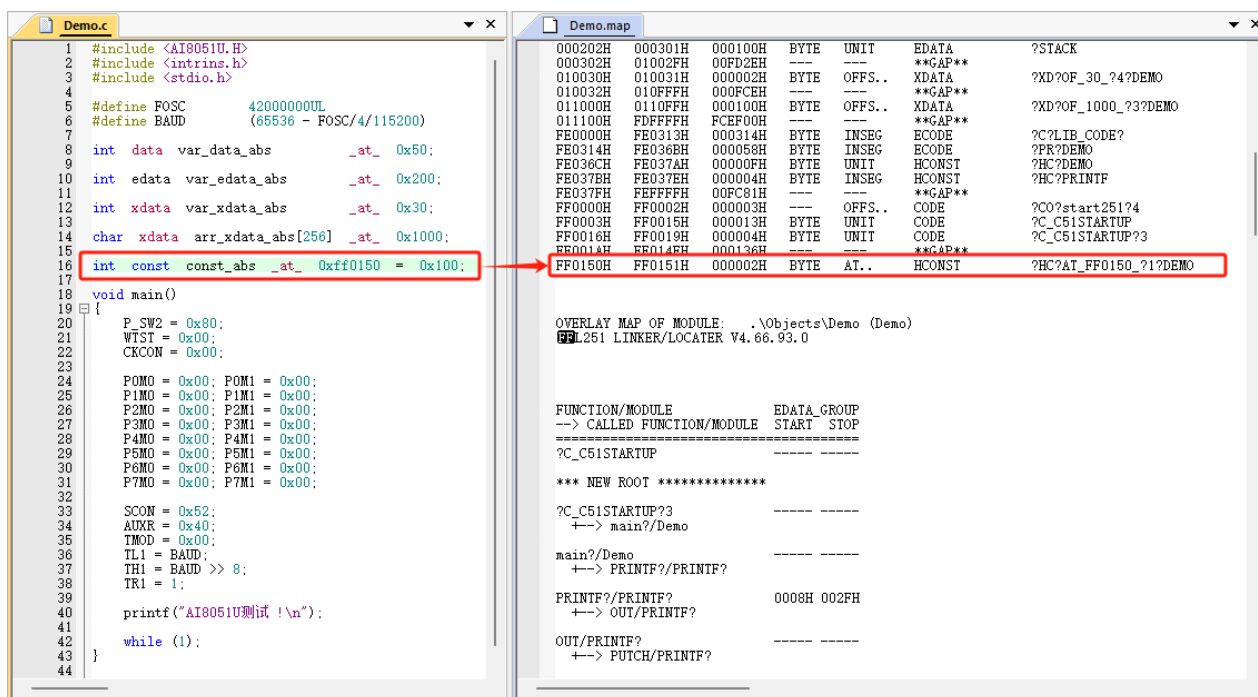 Demo.c
1 #include <AI8051U.H>
2 #include <intrins.h>
3 #include <stdio.h>
4
5 #define FOSC 42000000UL
6 #define BAUD (65536 - FOSC/4/115200)
7
8 int data var_data_abs _at_ 0x50;
9
10 int edata var_edata_abs _at_ 0x200;
11
12 int xdata var_xdata_abs _at_ 0x30;
13
14 char xdata arr_xdata_abs[256] _at_ 0x1000;
15
16 int const const_abs _at_ 0xff0150 = 0x100;
17
18 void main()
19 {
20 P_SW2 = 0x80;
21 WTST = 0x00;
22 CKCON = 0x00;
23
24 P0M0 = 0x00; P0M1 = 0x00;
25 P1M0 = 0x00; P1M1 = 0x00;
26 P2M0 = 0x00; P2M1 = 0x00;
27 P3M0 = 0x00; P3M1 = 0x00;
28 P4M0 = 0x00; P4M1 = 0x00;
29 P5M0 = 0x00; P5M1 = 0x00;
30 P6M0 = 0x00; P6M1 = 0x00;
31 P7M0 = 0x00; P7M1 = 0x00;
32
33 SCON = 0x52;
34 AUXR = 0x40;
35 TMOD = 0x00;
36 TL1 = BAUD;
37 TH1 = BAUD >> 8;
38 TR1 = 1;
39
40 printf("AI8051U测试 !\n");
41
42 while (1);
43 }
44
Demo.map
000202H 000301H 000100H BYTE UNIT EDATA ?STACK
000302H 01002FH 00FD2EH --- --- **GAP**
010030H 010031H 000002H BYTE OFFS.. XDATA ?XD?OF_30_?4?DEMO
010032H 010FFFH 000FCEH --- --- **GAP**
011000H 0110FFH 000100H BYTE OFFS.. XDATA ?XD?OF_1000_?3?DEMO
011100H FDFFFFH FCEF00H --- --- **GAP**
FE0000H FE0313H 000314H BYTE INSEG ECODE ?C?LIB_CODE?
FE0314H FE036BH 000058H BYTE INSEG ECODE ?PR?DEMO
FE036CH FE037AH 00000FH BYTE UNIT HCONST ?HC?DEMO
FE037BH FE037EH 000004H BYTE INSEG HCONST ?HC?PRINTF
FE037FH FEFFFFH 00FC81H --- --- **GAP**
FF0000H FF0002H 000003H --- OFFS.. CODE ?CO?start251?4
FF0003H FF0015H 000013H BYTE UNIT CODE ?C_C51STARTUP
FF0016H FF0019H 000004H BYTE UNIT CODE ?C_C51STARTUP?3
FF001AH FF014FH 000136H --- --- **GAP**
FF0150H FF0151H 000002H BYTE AT.. HCONST ?HC?AT_FF0150_?1?DEMO
OVERLAY MAP OF MODULE: .\Objects\Demo (Demo)
FFL251 LINKER/LOCATER V4.66.93.0
FUNCTION/MODULE EDATA_GROUP
--> CALLED FUNCTION/MODULE START STOP
=======================================
?C_C51STARTUP ----- -----
*** NEW ROOT **************
?C_C51STARTUP?3 ----- -----
+--> main?/Demo
main?/Demo ----- -----
+--> PRINTF?/PRINTF?
PRINTF?/PRINTF? 0008H 002FH
+--> OUT/PRINTF?
OUT/PRINTF? ----- -----
+--> PUTCH/PRINTF?